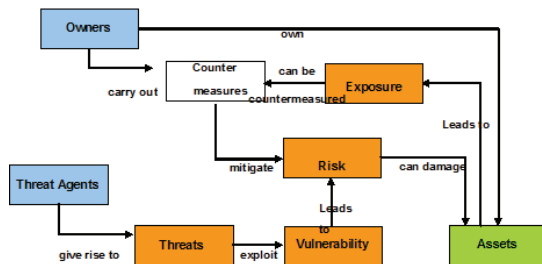 Owners
own
Counter
measures
can be
countermeasured
Exposure
carry out
Leads to
mitigate
Risk
can damage
Threat Agents
Leads
to
give rise to
Threats
exploit
Vulnerability
Assets